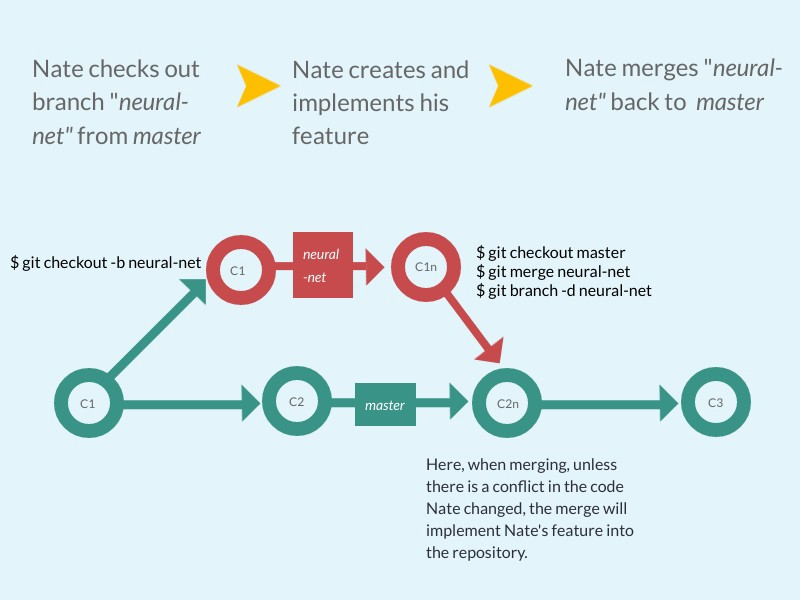 Nate checks out
branch "neural-
net" from master
Nate creates and
implements his
feature
Nate merges "neural-
net" back to master
$ git checkout -b neural-net
C1
neural
-net
C1n
$ git checkout master
$ git merge neural-net
$ git branch -d neural-net
C1
C2
master
C2n
C3
Here, when merging, unless
there is a conflict in the code
Nate changed, the merge will
implement Nate's feature into
the repository.